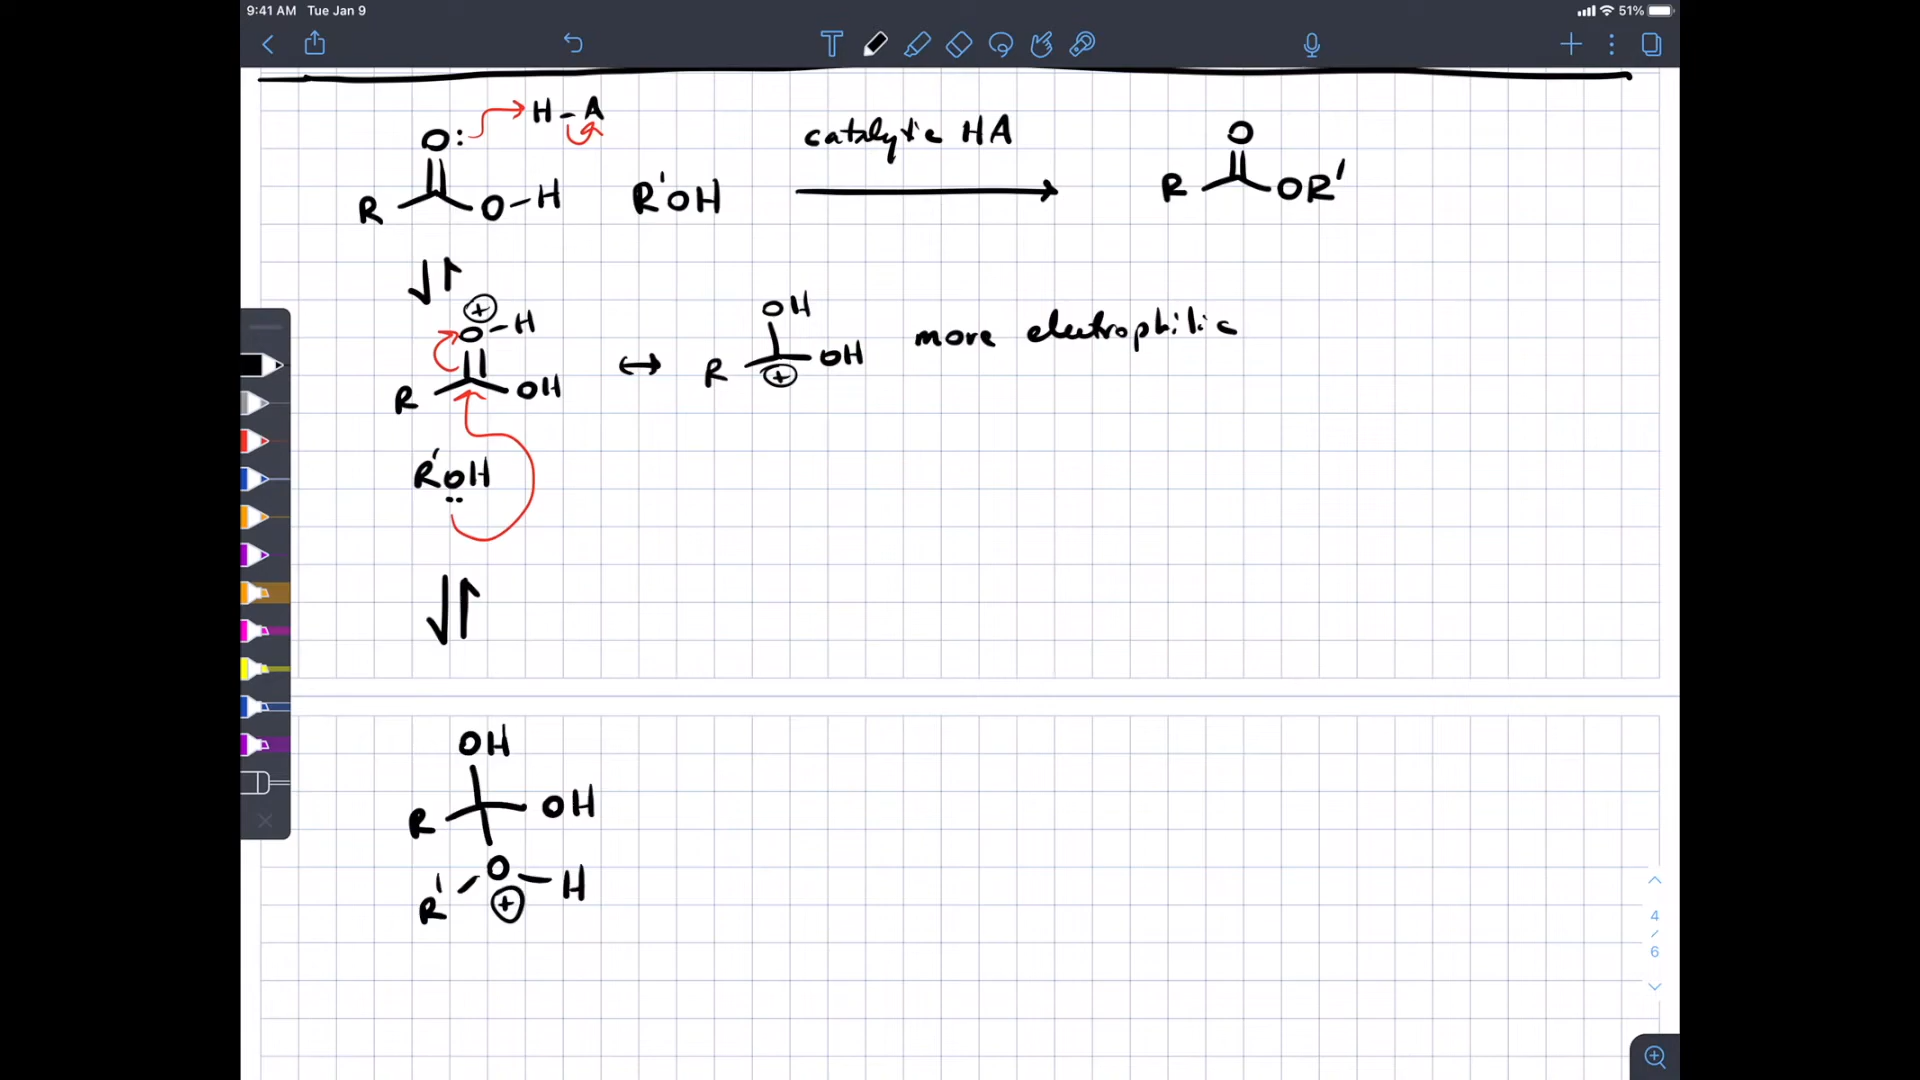 9:41 AM Tue Jan 9 51%
H-A
O:
catalytic HA
O
R O-H R'OH R OR'
+
O-H
OH
more electrophilic
R OH R OH
+
R'OH
OH
R OH
O
R' H
+
4
/
6